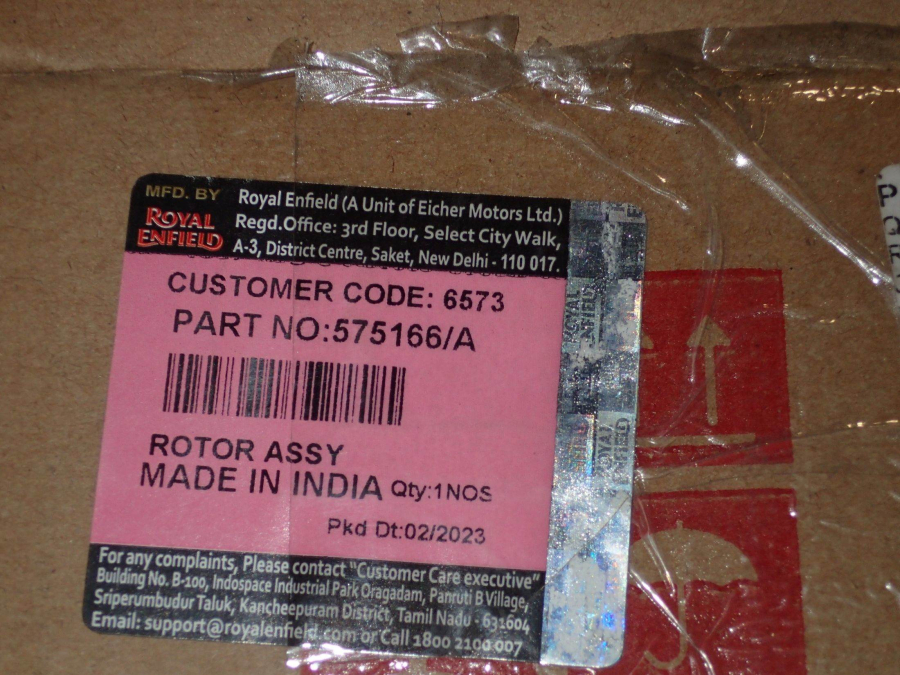 MFD. BY
ROYAL
ENFIELD
Royal Enfield (A Unit of Eicher Motors Ltd.)
Regd.Office: 3rd Floor, Select City Walk,
A-3, District Centre, Saket, New Delhi - 110 017.
CUSTOMER CODE: 6573
PART NO:575166/A
ROTOR ASSY
MADE IN INDIA Qty:1NOS
Pkd Dt:02/2023
For any complaints, Please contact "Customer Care executive"
Building No. B-100, Indospace Industrial Park Oragadam, Panruti B Village,
Sriperumbudur Taluk, Kancheepuram District, Tamil Nadu - 631604
Email: support@royalenfield.com or Call 1800 2100 007
ROYAL
ENFIELD
ROYAL
ENFIELD